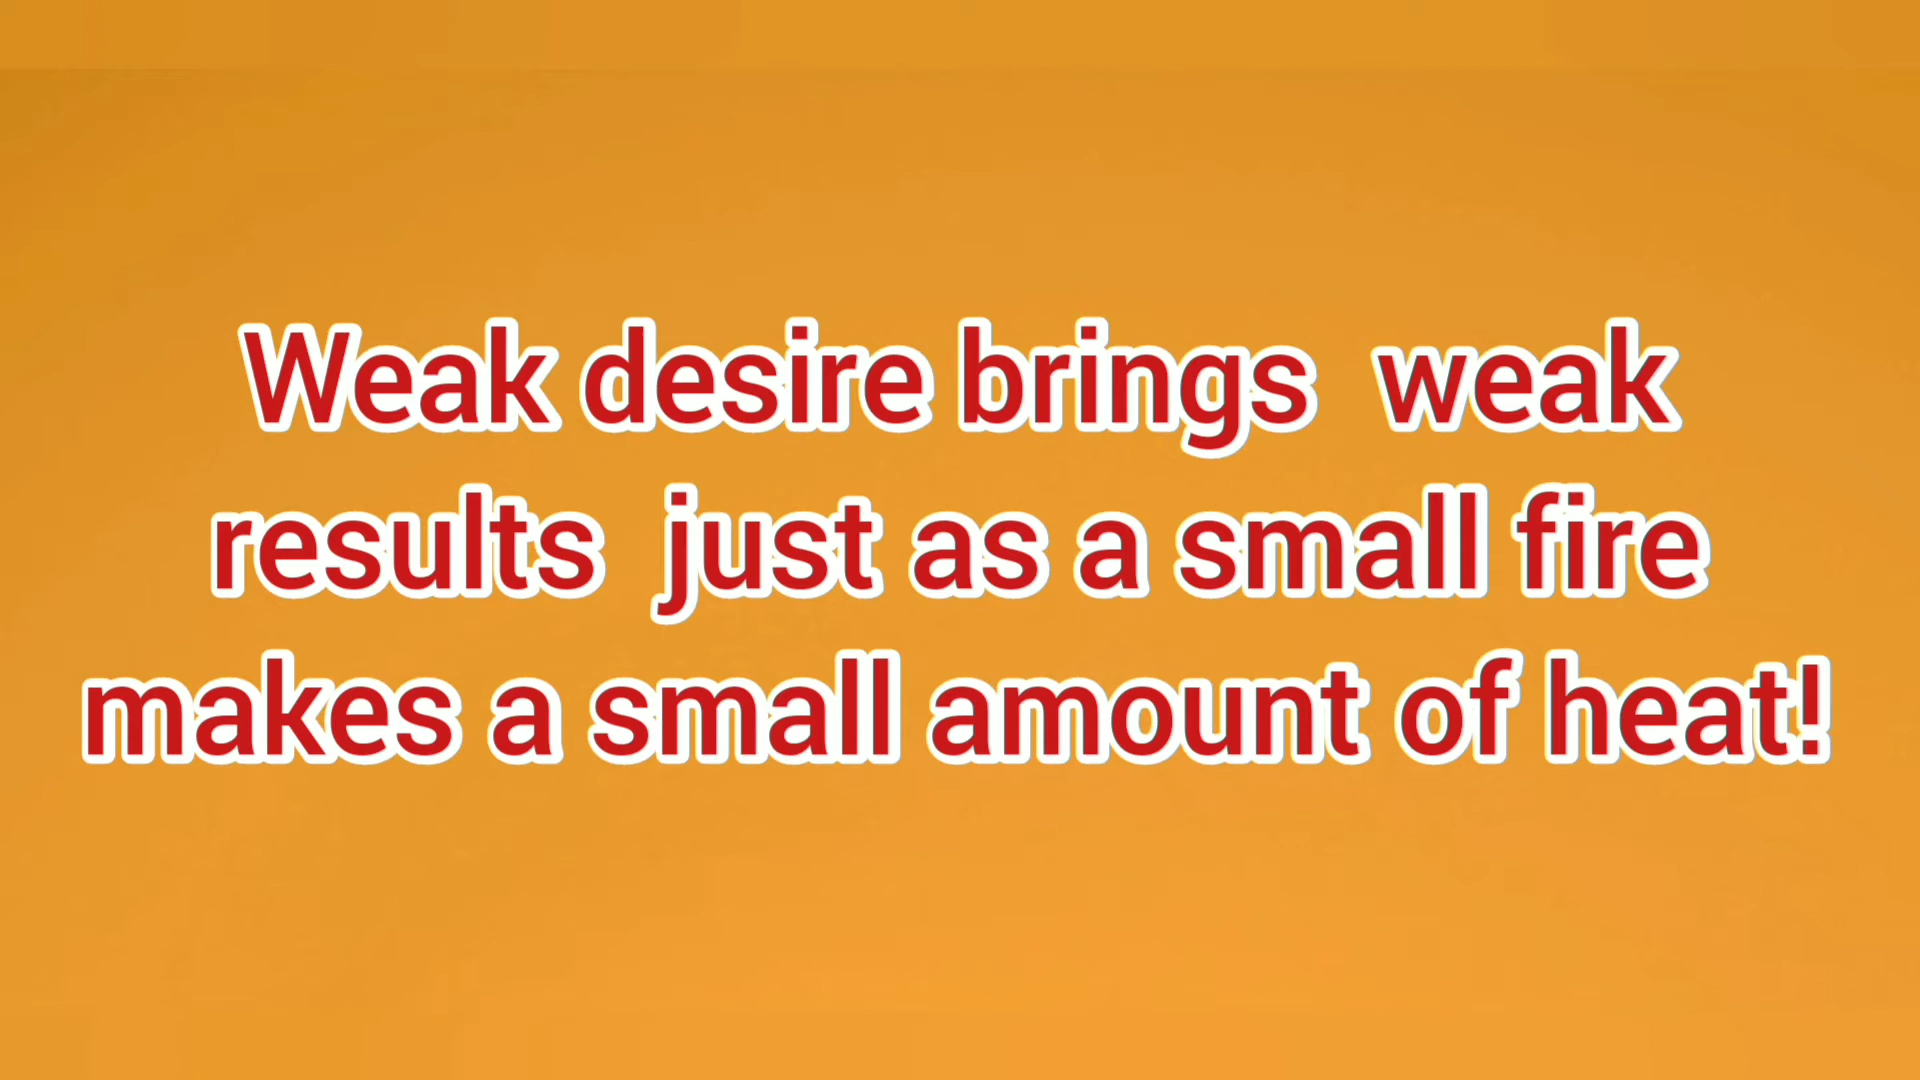 Weak desire brings  weak
results  just as a small fire
makes a small amount of heat!